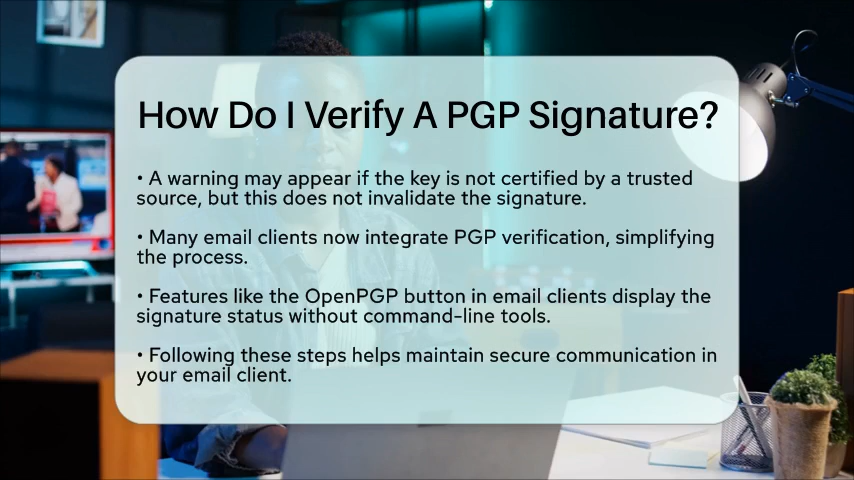 How Do I Verify A PGP Signature?
• A warning may appear if the key is not certified by a trusted
source, but this does not invalidate the signature.
• Many email clients now integrate PGP verification, simplifying
the process.
• Features like the OpenPGP button in email clients display the
signature status without command-line tools.
• Following these steps helps maintain secure communication in
your email client.